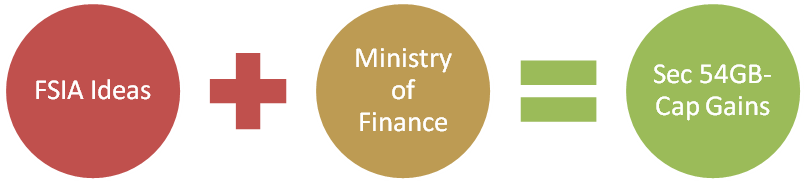 FSIA Ideas
Ministry
of
Finance
Sec 54GB-
Cap Gains